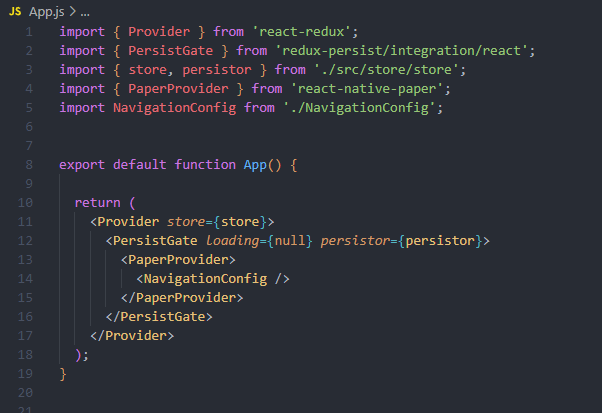 JS App.js > ...
1 import { Provider } from 'react-redux';
2 import { PersistGate } from 'redux-persist/integration/react';
3 import { store, persistor } from './src/store/store';
4 import { PaperProvider } from 'react-native-paper';
5 import NavigationConfig from './NavigationConfig';
6
7
8 export default function App() {
9
10   return (
11     <Provider store={store}>
12       <PersistGate loading={null} persistor={persistor}>
13         <PaperProvider>
14           <NavigationConfig />
15         </PaperProvider>
16       </PersistGate>
17     </Provider>
18   );
19 }
20
21